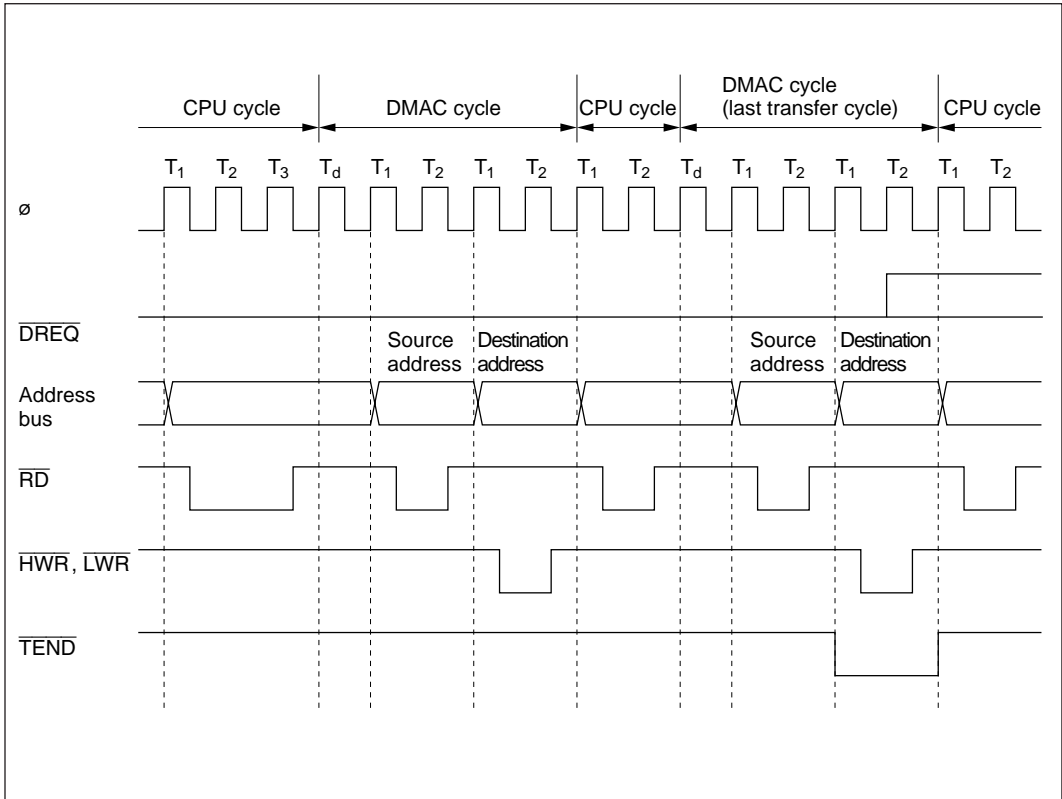 DMAC cycle
(last transfer cycle)
CPU cycle DMAC cycle CPU cycle CPU cycle
T1 T2 T3 Td T1 T2 T1 T2 T1 T2 Td T1 T2 T1 T2 T1 T2
ø
DREQ
Source Destination Source Destination
address address address address
Address
bus
RD
HWR, LWR
TEND